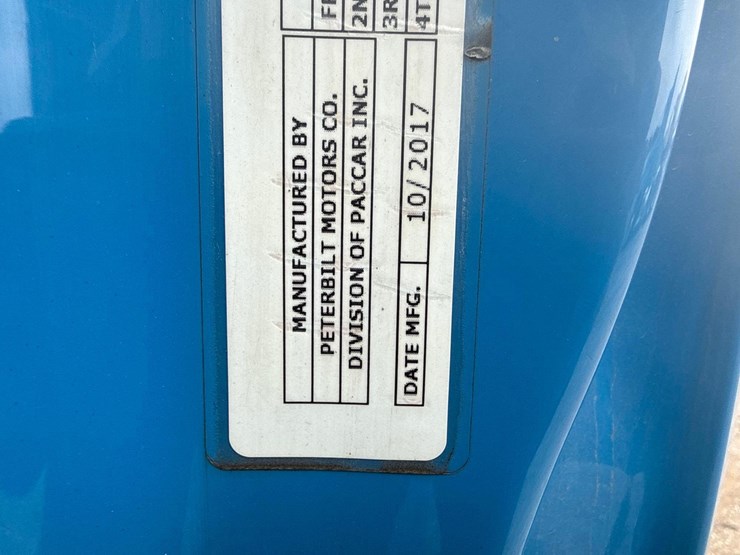 MANUFACTURED BY
PETERBILT MOTORS CO.
DIVISION OF PACCAR INC.
DATE MFG. 10/2017
2N
3R
4T